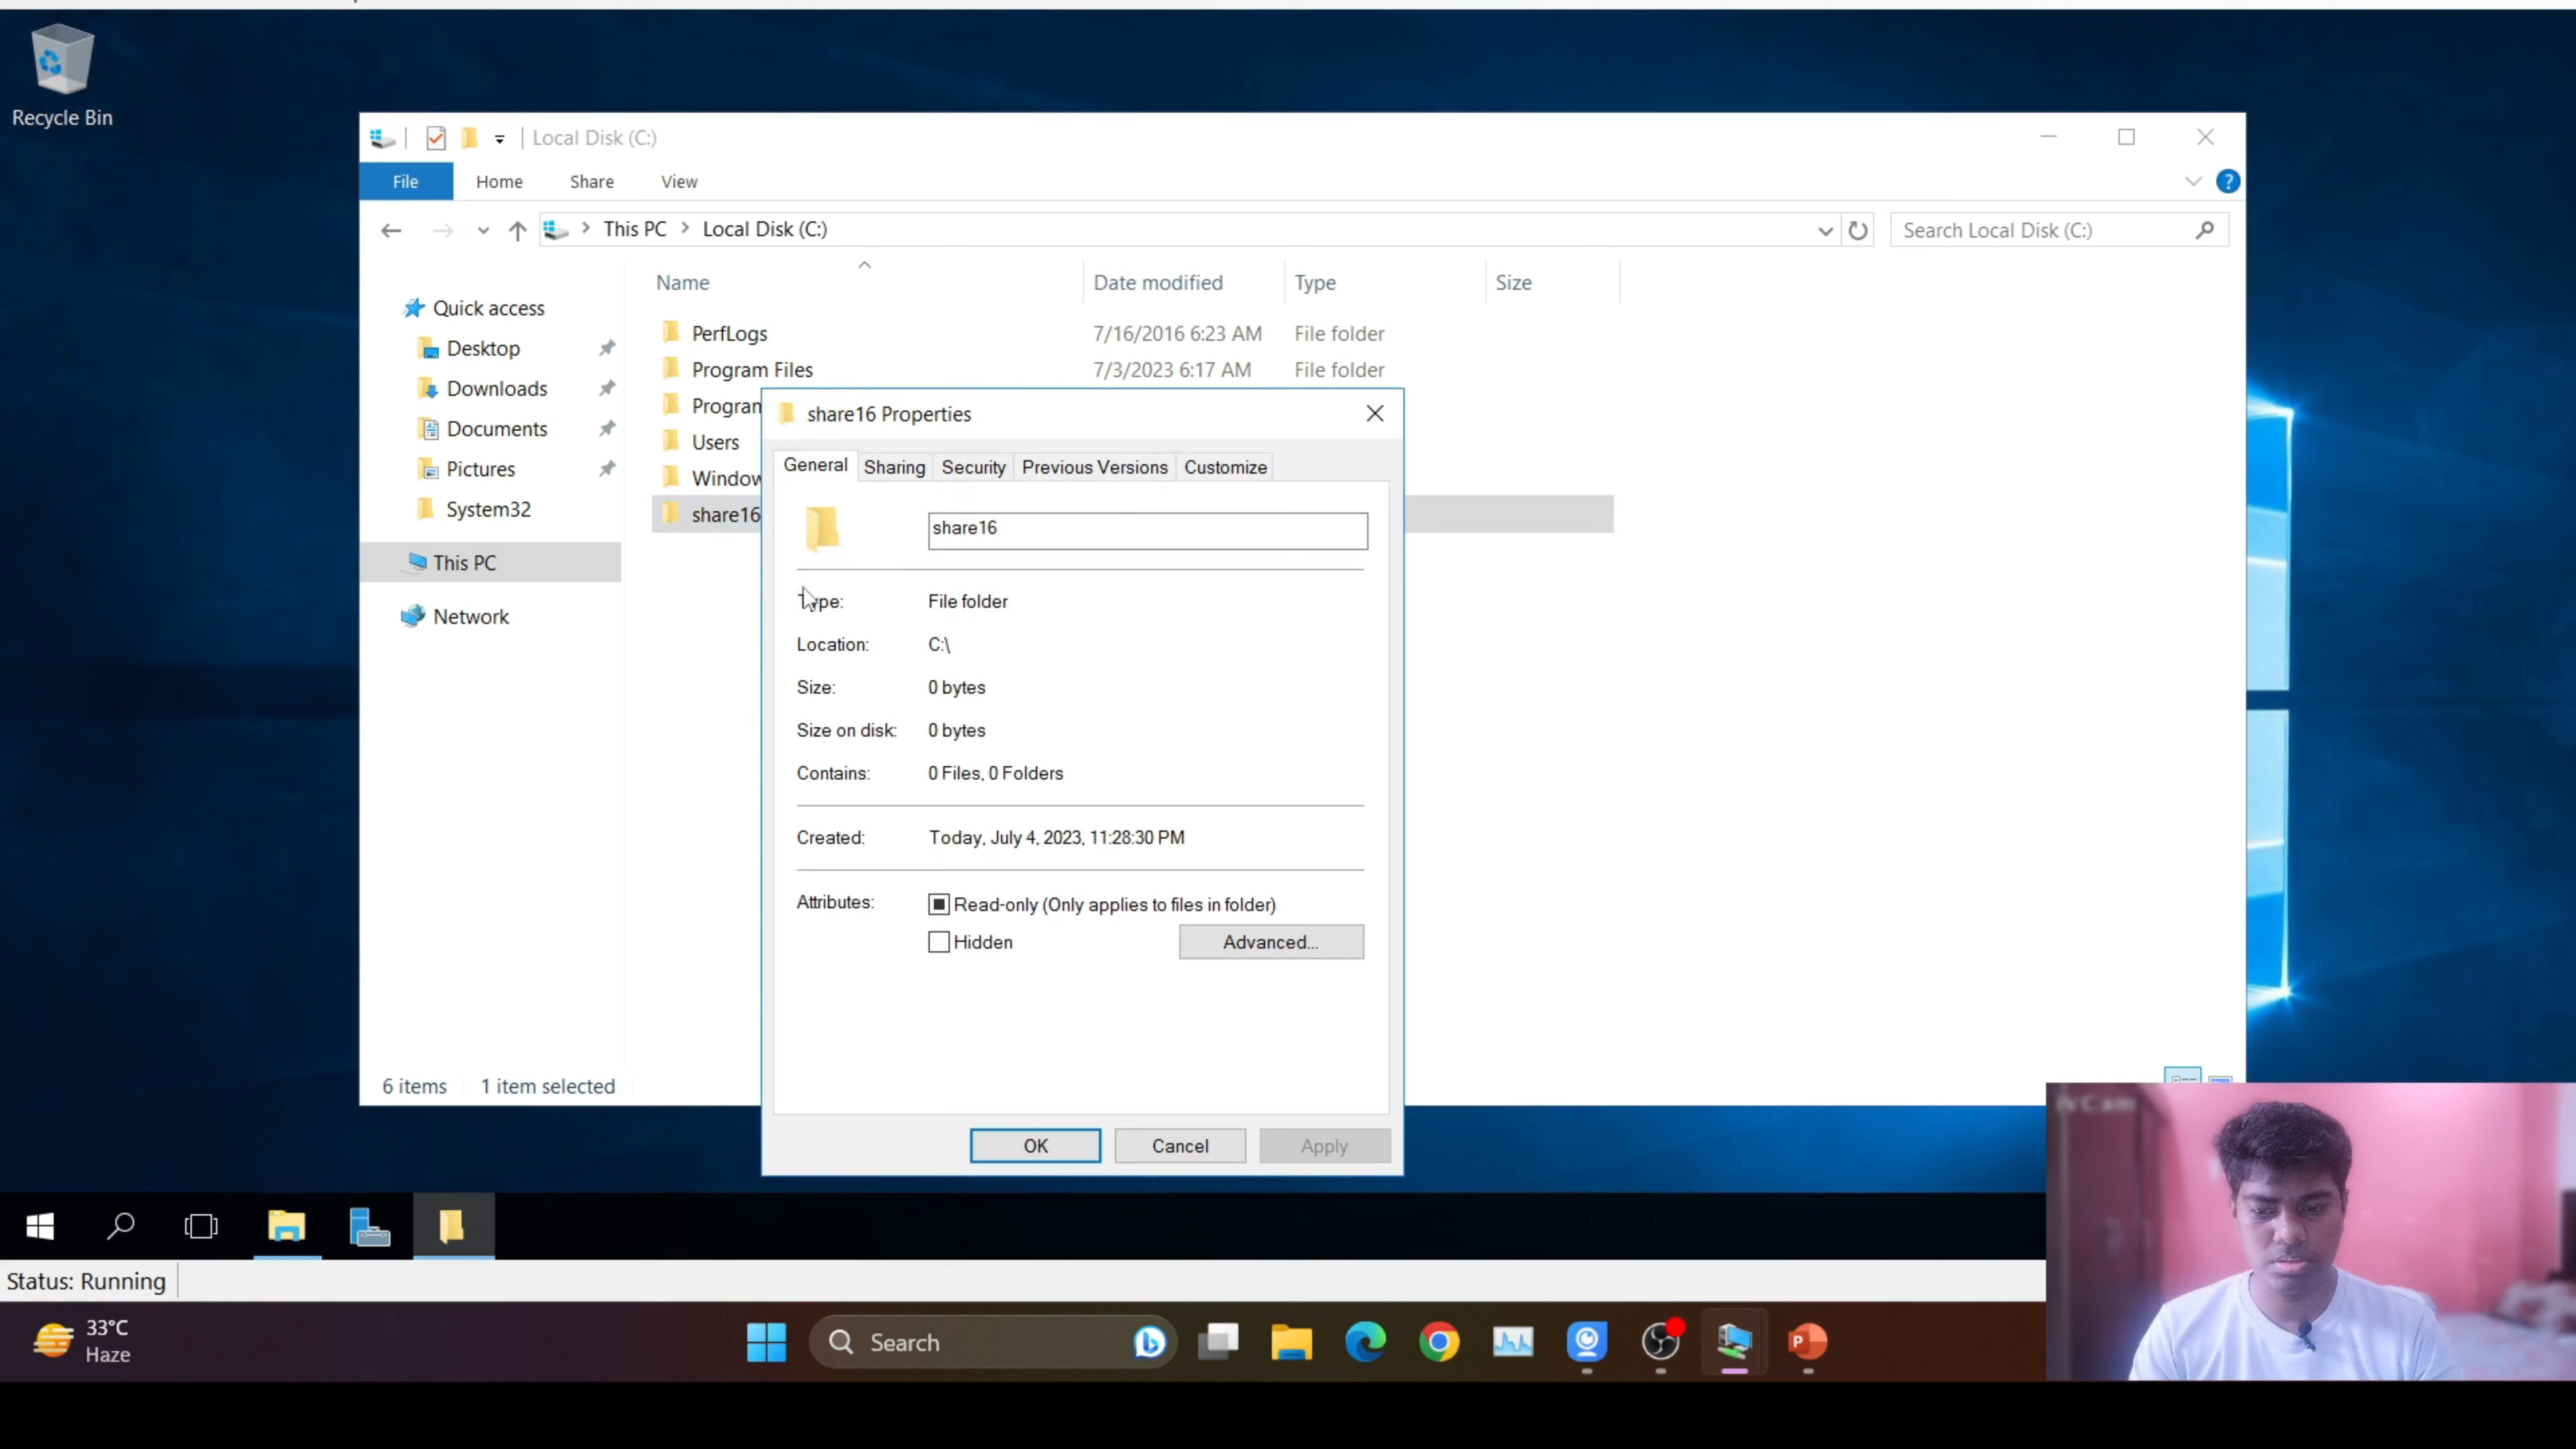 Recycle Bin
Local Disk (C:)
File Home Share View
This PC Local Disk (C:)
Search Local Disk (C:)
Name Date modified Type Size
Quick access
Desktop
Downloads
Documents
Pictures
System32
This PC
Network
PerfLogs 7/16/2016 6:23 AM File folder
Program Files 7/3/2023 6:17 AM File folder
Program
Users
Window
share16
share16 Properties
General Sharing Security Previous Versions Customize
share16
Type: File folder
Location: C:\
Size: 0 bytes
Size on disk: 0 bytes
Contains: 0 Files, 0 Folders
Created: Today, July 4, 2023, 11:28:30 PM
Attributes: Read-only (Only applies to files in folder)
Hidden Advanced...
OK Cancel Apply
6 items 1 item selected
iVCam
Status: Running
33°C
Haze
Search